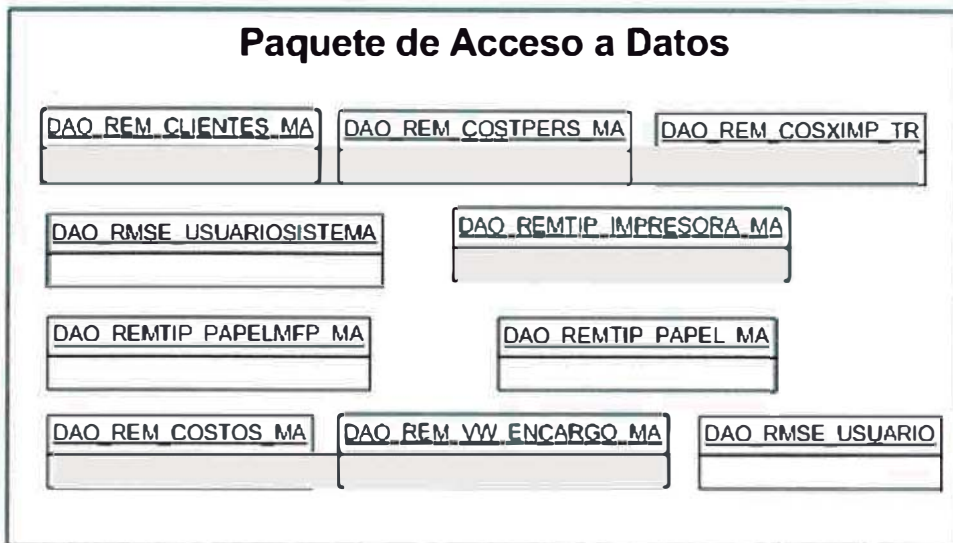 Paquete de Acceso a Datos
DAO_REM_CLIENTES_MA
DAO_REM_COSTPERS_MA
DAO_REM_COSXIMP_TR
DAO_RMSE_USUARIOSISTEMA
DAO_REMTIP_IMPRESORA_MA
DAO_REMTIP_PAPELMFP_MA
DAO_REMTIP_PAPEL_MA
DAO_REM_COSTOS_MA
DAO_REM_VW_ENCARGO_MA
DAO_RMSE_USUARIO